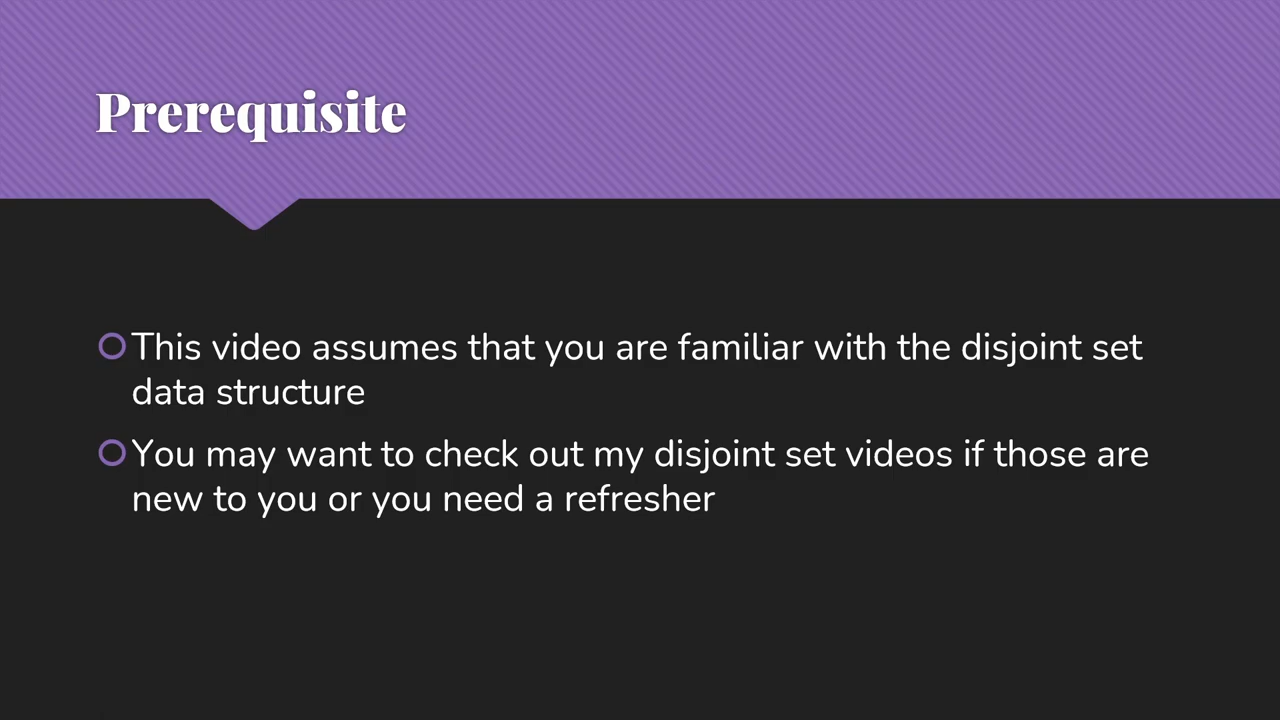 Prerequisite
This video assumes that you are familiar with the disjoint set
data structure
You may want to check out my disjoint set videos if those are
new to you or you need a refresher